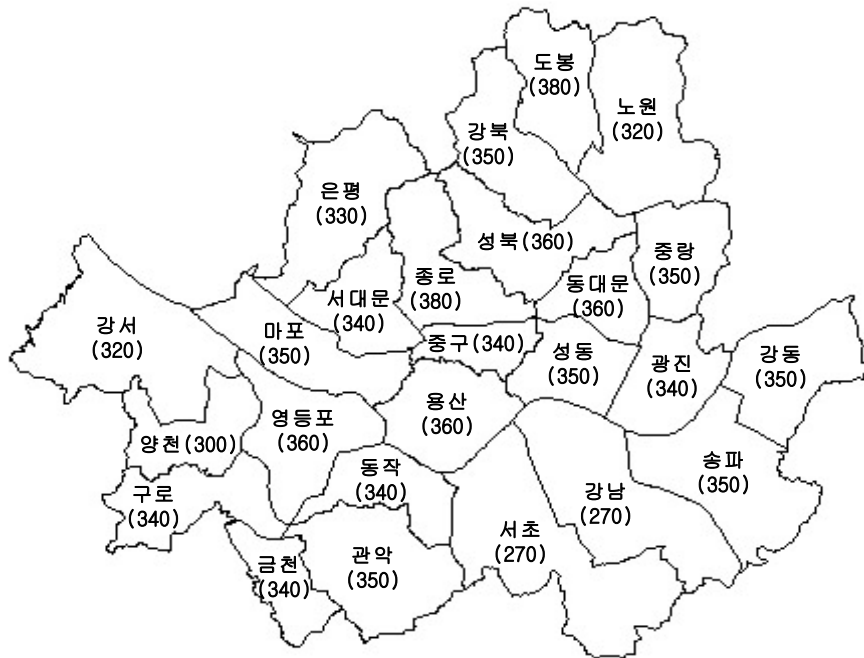 도봉
(380)
노원
(320)
강북
(350)
은평
(330)
성북(360)
중랑
(350)
종로
(380)
동대문
(360)
서대문
(340)
강서
(320)
마포
(350)
중구(340)
성동
(350)
광진
(340)
강동
(350)
용산
(360)
영등포
(360)
양천(300)
동작
(340)
송파
(350)
구로
(340)
강남
(270)
서초
(270)
금천
(340)
관악
(350)